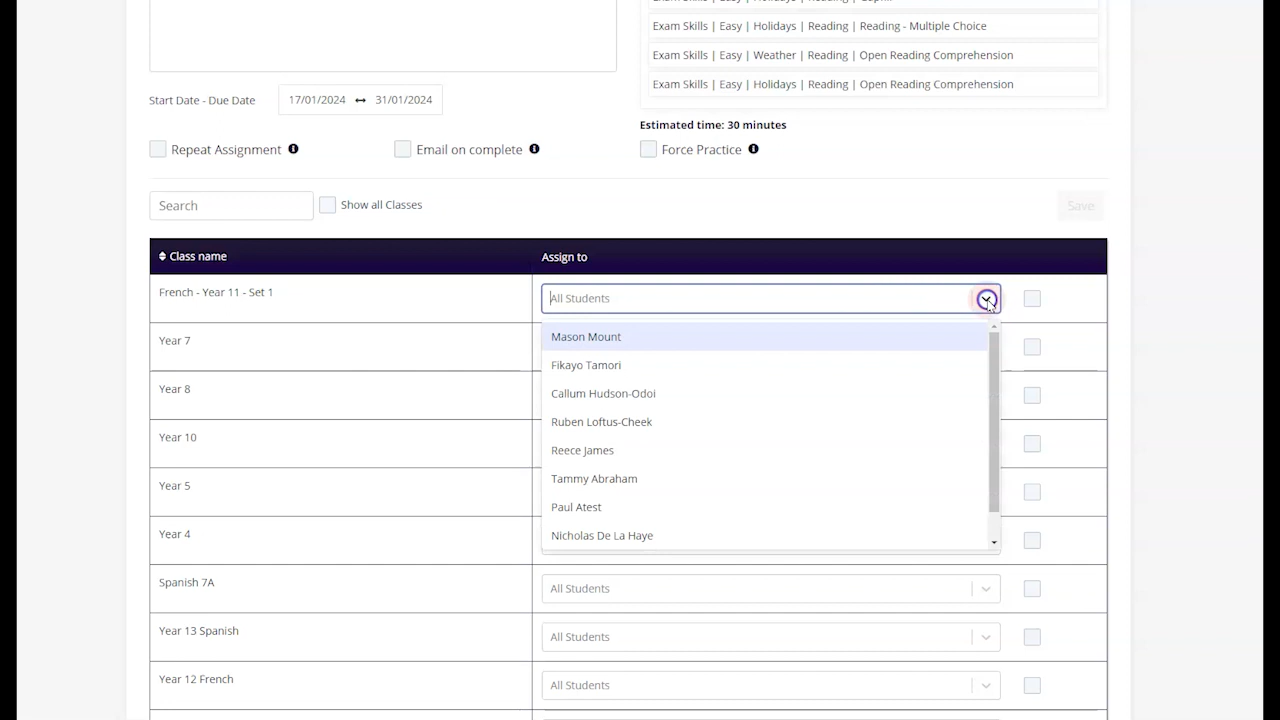 Exam Skills | Easy | Holidays | Reading - Multiple Choice
Exam Skills | Easy | Weather | Reading | Open Reading Comprehension
Exam Skills | Easy | Holidays | Reading | Open Reading Comprehension
Start Date - Due Date
17/01/2024 ↔ 31/01/2024
Estimated time: 30 minutes
Repeat Assignment
Email on complete
Force Practice
Search
Show all Classes
Save
Class name
Assign to
French - Year 11 - Set 1
All Students
Mason Mount
Year 7
Fikayo Tamori
Year 8
Callum Hudson-Odoi
Ruben Loftus-Cheek
Year 10
Reece James
Year 5
Tammy Abraham
Paul Atest
Year 4
Nicholas De La Haye
Spanish 7A
All Students
Year 13 Spanish
All Students
Year 12 French
All Students